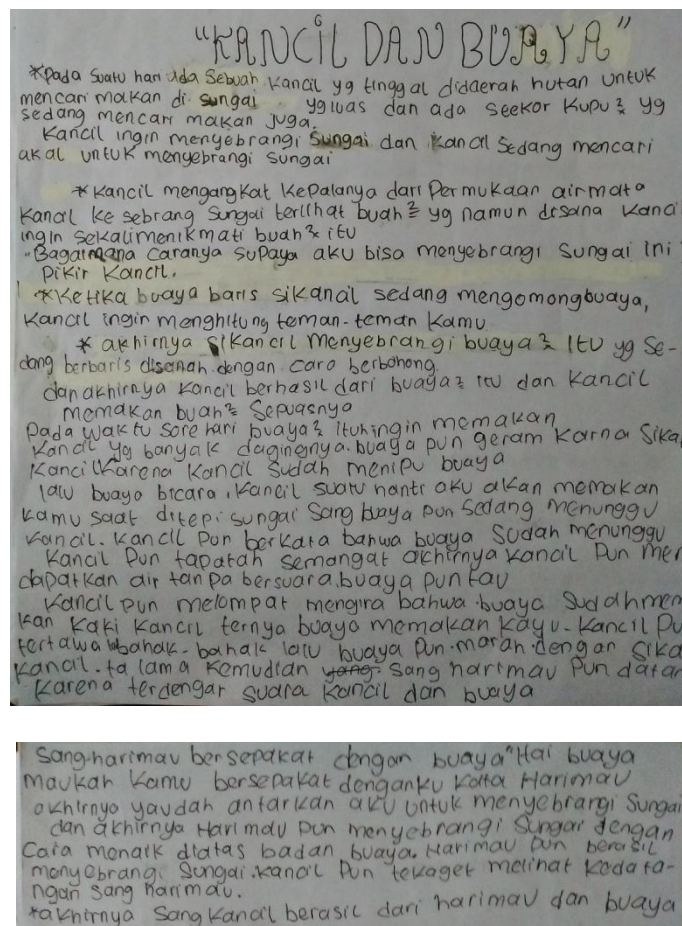 "KANCiL DAN BUAYA"
*Pada suatu hari ada sebuah kancil yg tinggal didaerah hutan untuk
mencari makan di sungai yg luas dan ada seekor kupu2 yg
sedang mencari makan juga.
Kancil ingin menyebrangi sungai dan kancil sedang mencari
akal untuk menyebrangi sungai
*Kancil mengangkat kepalanya dari permukaan air mata
kancil ke sebrang sungai terlihat buah2 yg namun disana kanci
ingin sekali menikmati buah2 itu
"Bagaimana caranya supaya aku bisa menyebrangi sungai ini
pikir kancil.
*Ketika buaya baris sikancil sedang mengomong buaya,
kancil ingin menghitung teman-teman kamu
* akhirnya sikancil menyebrangi buaya2 itu yg se-
dang berbaris disanah dengan cara berbohong.
dan akhirnya kancil berhasil dari buaya2 itu dan kancil
memakan buah2 sepuasnya
pada waktu sore hari buaya2 itu ingin memakan
kancil yg banyak dagingnya. buaya pun geram karna sika
kancil karena kancil sudah menipu buaya
lalu buaya bicara, kancil suatu nanti aku akan memakan
kamu saat ditepi sungai sang buaya pun sedang menunggu
kancil. kancil pun berkata bahwa buaya sudah menunggu
kancil pun tapatah semangat akhirnya kancil pun men
dapatkan air tanpa bersuara. buaya pun tau
kancil pun melompat mengira bahwa buaya sudah men
kan kaki kancil ternya buaya memakan kayu. kancil pu
tertawa bahak-bahak lalu buaya pun marah dengan sika
kancil. ta lama kemudian yang sang harimau pun datan
karena terdengar suara kancil dan buaya
sang harimau bersepakat dengan buaya "Hai buaya
maukah kamu bersepakat denganku kata Harimau
akhirnyo yaudah antarkan aku untuk menyebrangi sungai
dan akhirnya Harimau pun menyebrangi sungai dengan
cara menaik diatas badan buaya. Harimau pun berasil
menyebrangi sungai. kancil pun tekaget melihat kedata-
ngan sang harimau.
*akhirnya sang kancil berasil dari harimau dan buaya